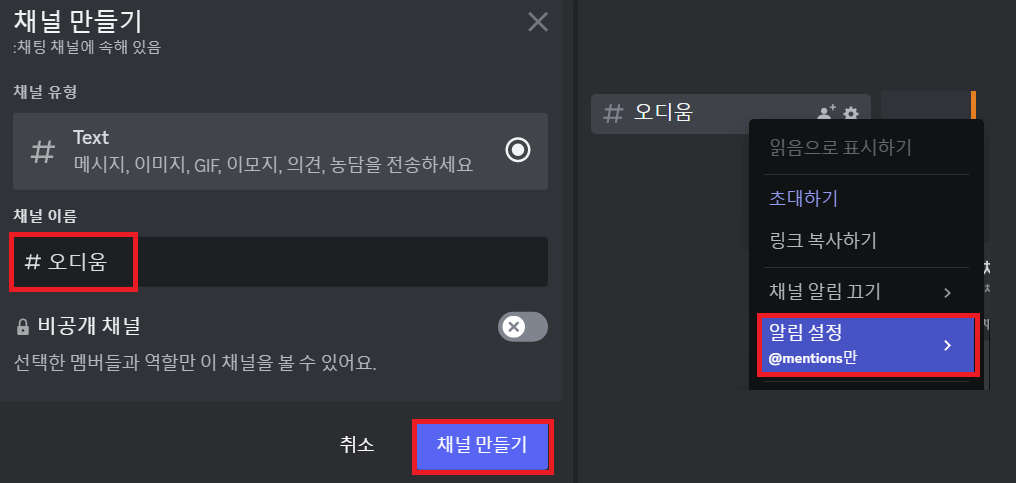 채널 만들기
:채팅 채널에 속해 있음
채널 유형
Text
메시지, 이미지, GIF, 이모지, 의견, 농담을 전송하세요
채널 이름
# 오디움
비공개 채널
선택한 멤버들과 역할만 이 채널을 볼 수 있어요.
취소
채널 만들기
# 오디움
읽음으로 표시하기
초대하기
링크 복사하기
채널 알림 끄기
알림 설정
@mentions만